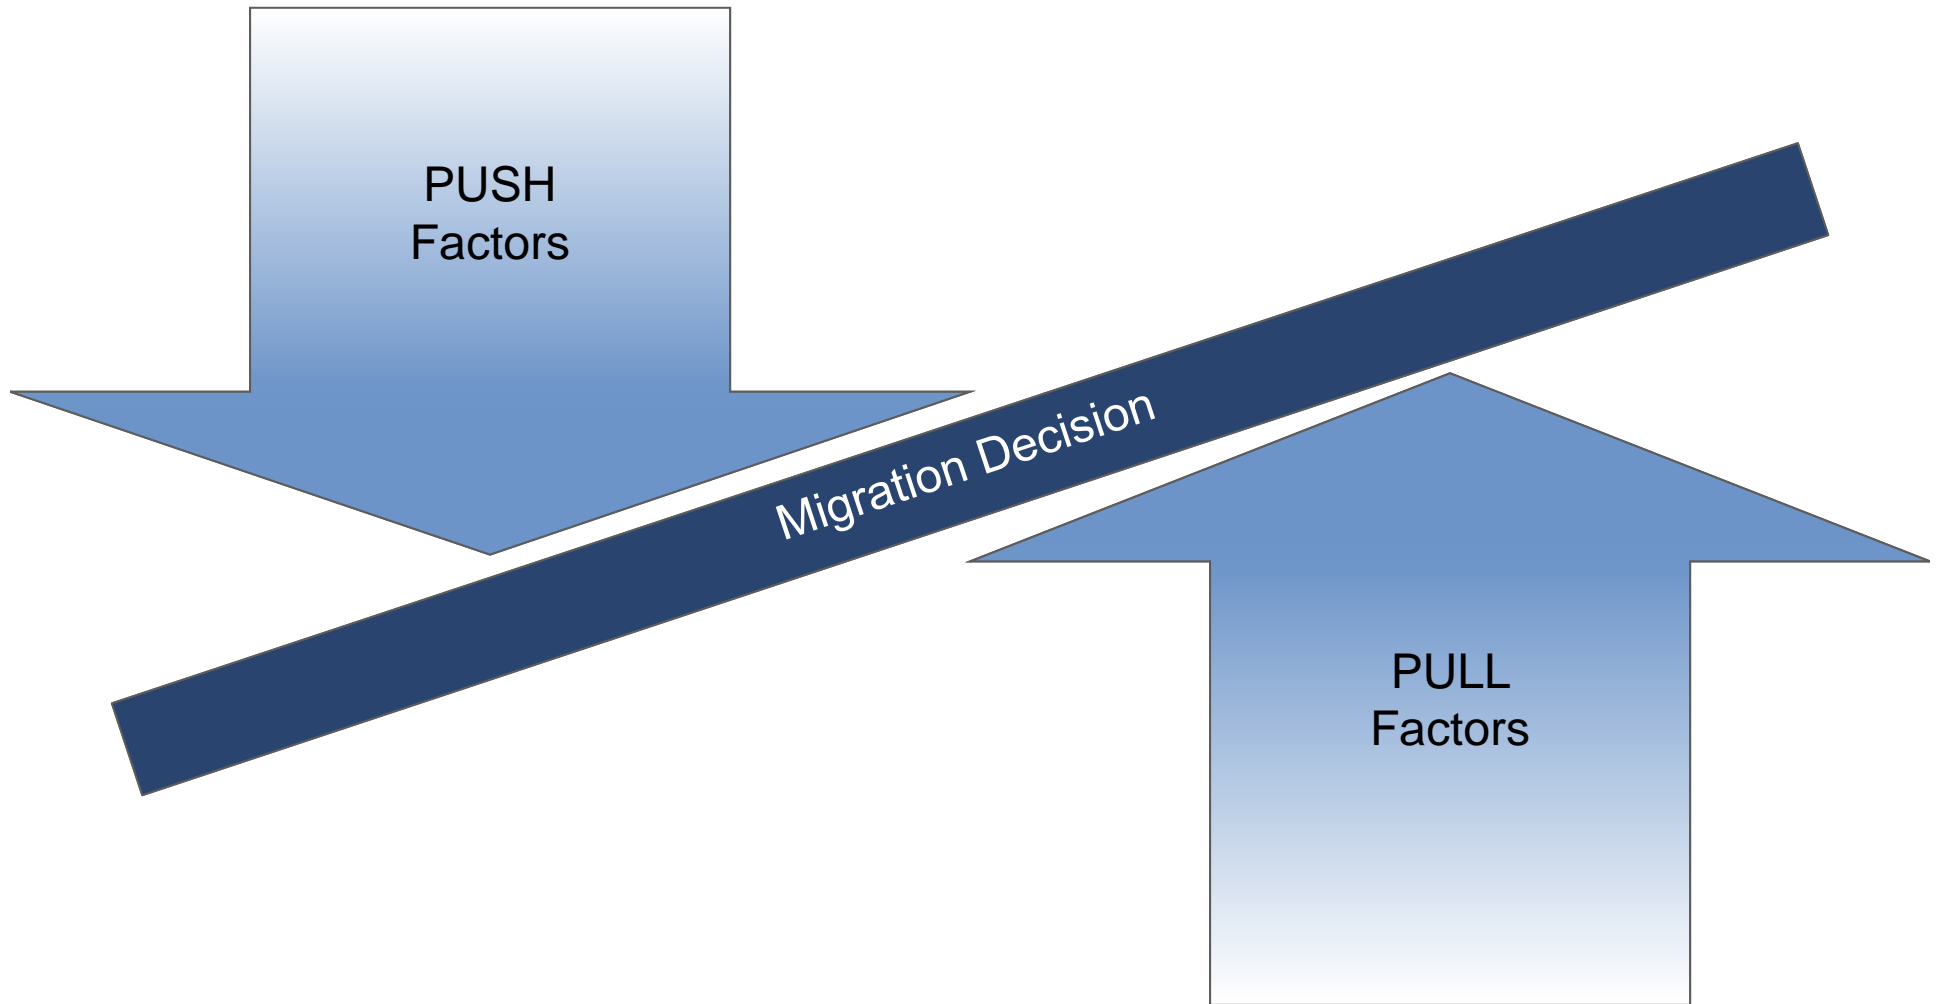 PUSH
Factors
Migration Decision
PULL
Factors